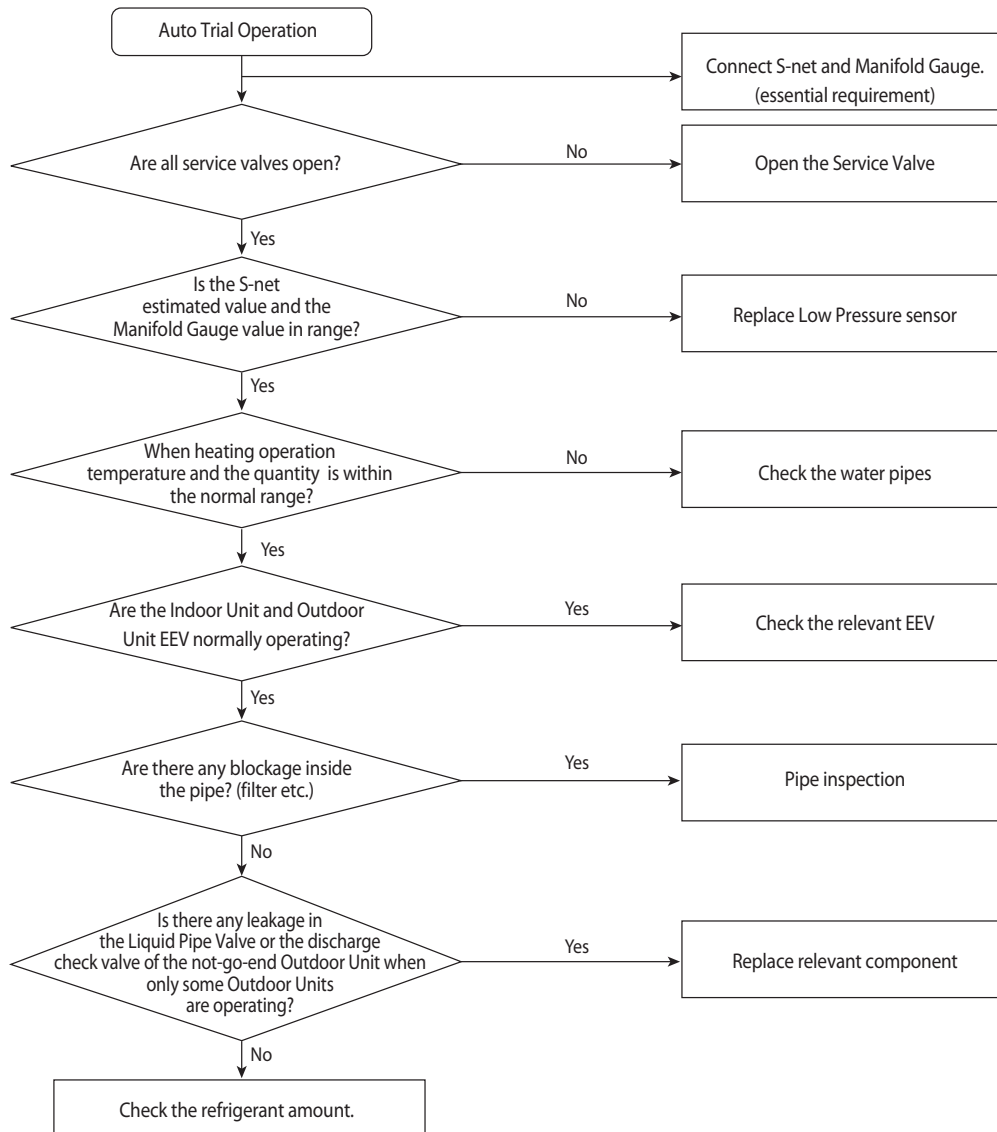 Auto Trial Operation
Connect S-net and Manifold Gauge.
(essential requirement)
Are all service valves open?
No
Open the Service Valve
Yes
Is the S-net
estimated value and the
Manifold Gauge value in range?
No
Replace Low Pressure sensor
Yes
When heating operation
temperature and the quantity is within
the normal range?
No
Check the water pipes
Yes
Are the Indoor Unit and Outdoor
Unit EEV normally operating?
Yes
Check the relevant EEV
Yes
Are there any blockage inside
the pipe? (filter etc.)
Yes
Pipe inspection
No
Is there any leakage in
the Liquid Pipe Valve or the discharge
check valve of the not-go-end Outdoor Unit when
only some Outdoor Units
are operating?
Yes
Replace relevant component
No
Check the refrigerant amount.